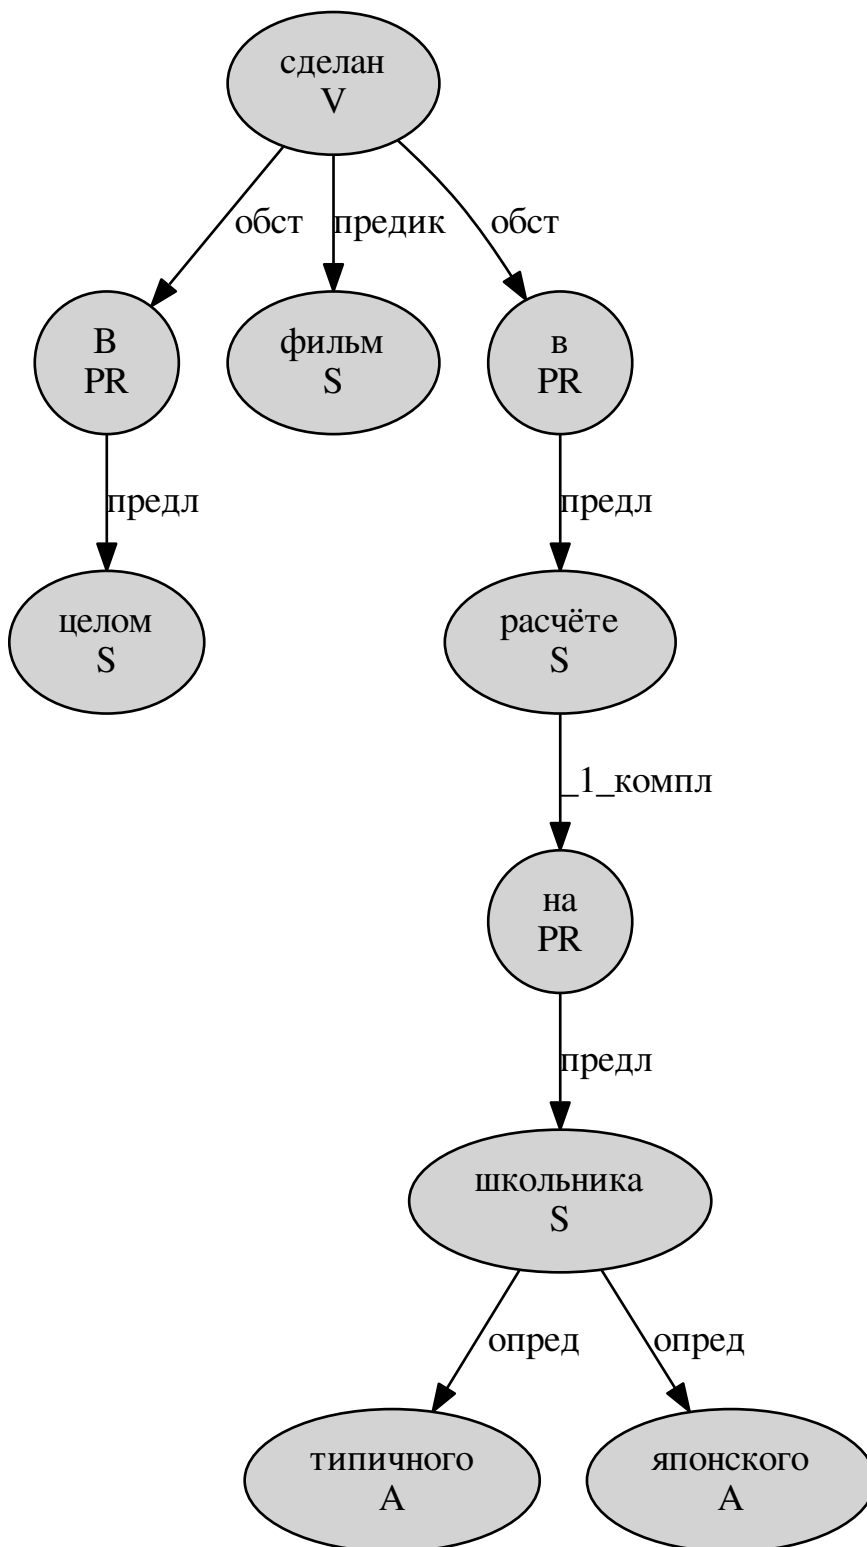 сделан
V
обст
предик
обст
В
PR
фильм
S
в
PR
предл
предл
целом
S
расчёте
S
_1_компл
на
PR
предл
школьника
S
опред
опред
типичного
A
японского
A